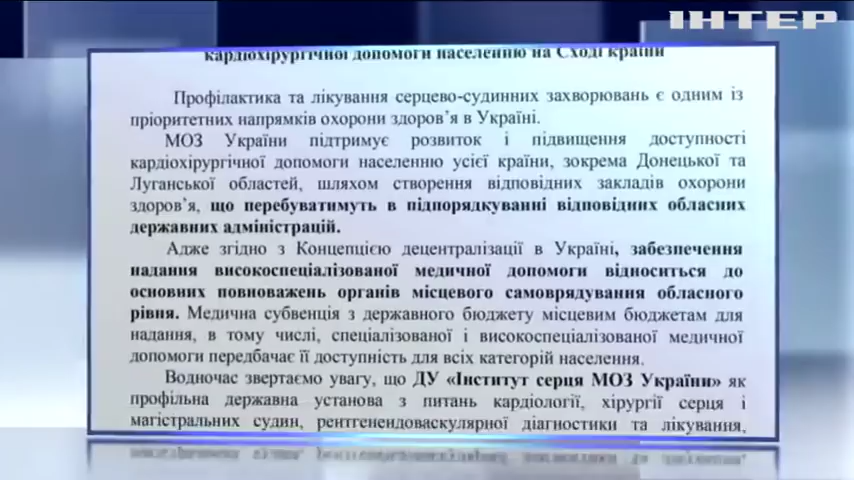 ІНТЕР
кардіохірургічної допомоги населенню на Сході країни
Профілактика та лікування серцево-судинних захворювань є одним із
пріоритетних напрямків охорони здоров’я в Україні.
МОЗ України підтримує розвиток і підвищення доступності
кардіохірургічної допомоги населенню усієї країни, зокрема Донецької та
Луганської областей, шляхом створення відповідних закладів охорони
здоров’я, що перебуватимуть в підпорядкуванні відповідних обласних
державних адміністрацій.
Адже згідно з Концепцією децентралізації в Україні, забезпечення
надання високоспеціалізованої медичної допомоги відноситься до
основних повноважень органів місцевого самоврядування обласного
рівня. Медична субвенція з державного бюджету місцевим бюджетам для
надання, в тому числі, спеціалізованої і високоспеціалізованої медичної
допомоги передбачає її доступність для всіх категорій населення.
Водночас звертаємо увагу, що ДУ «Інститут серця МОЗ України» як
профільна державна установа з питань кардіології, хірургії серця і
магістральних судин, рентгенендоваскулярної діагностики та лікування,